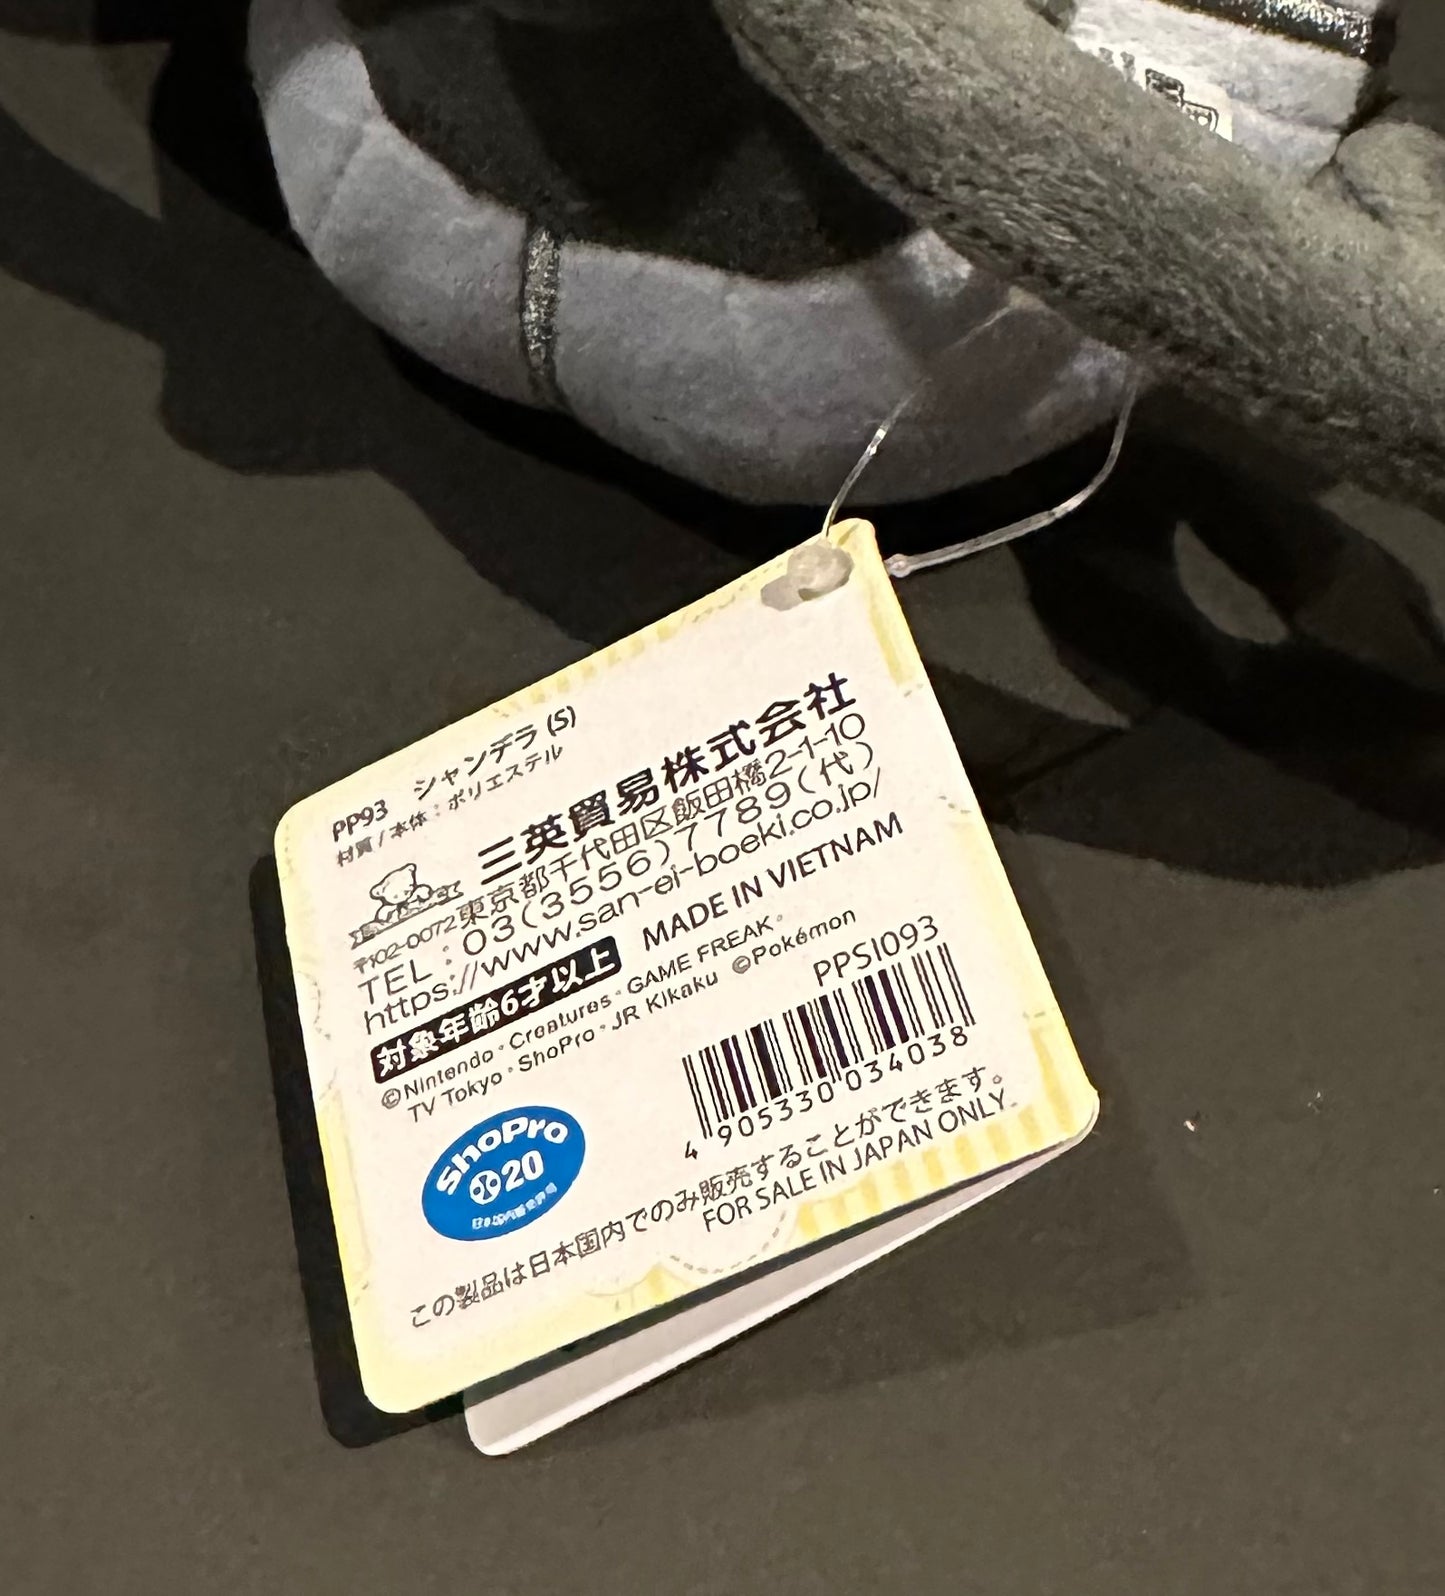 PP93 シャンデラ (S)
材質/本体：ポリエステル
三英貿易株式会社
〒102-0072東京都千代田区飯田橋2-1-10
TEL：03(3556)7789(代)
https://www.san-ei-boeki.co.jp/
対象年齢6才以上 MADE IN VIETNAM
©Nintendo・Creatures・GAME FREAK・
TV Tokyo・ShoPro・JR Kikaku ©Pokémon
PPSI093
4 905330 034038
ShoPro
20
この製品は日本国内でのみ販売することができます。
FOR SALE IN JAPAN ONLY.